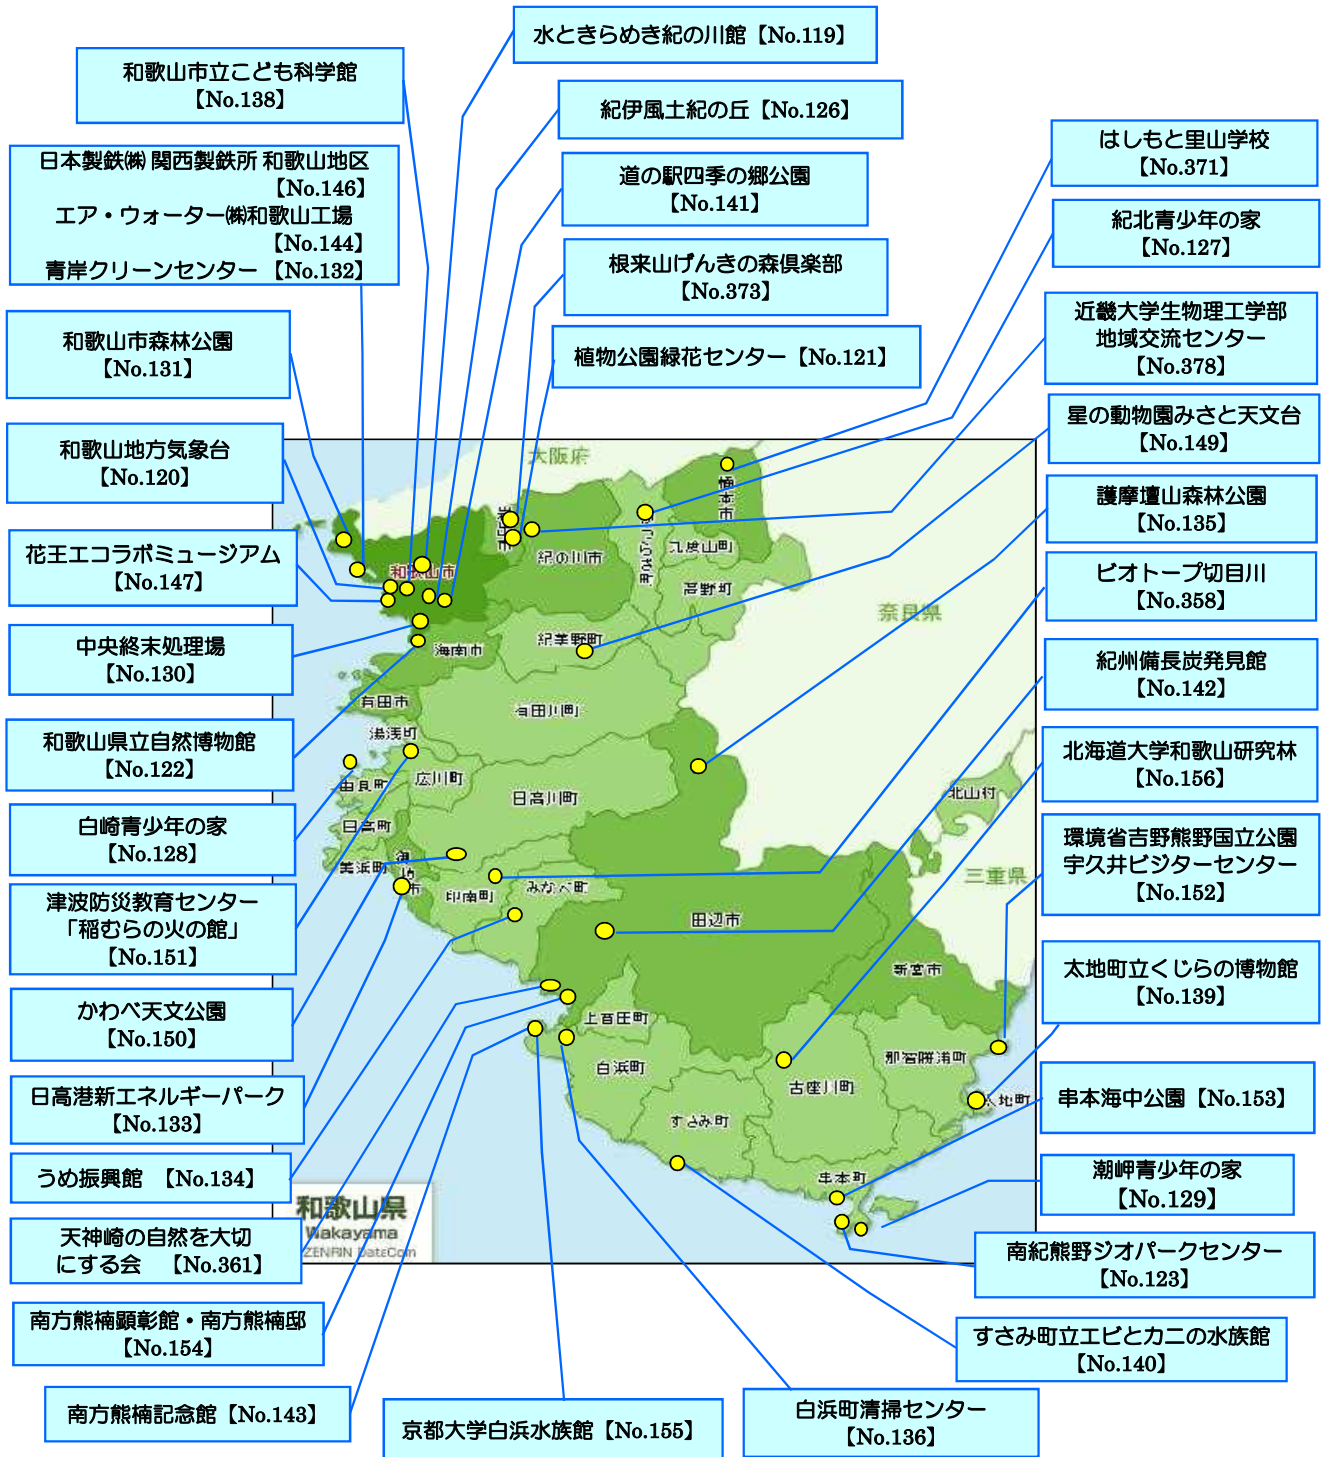 水ときらめき紀の川館【No.119】
和歌山市立こども科学館
【No.138】
紀伊風土紀の丘【No.126】
日本製鉄㈱ 関西製鉄所 和歌山地区
【No.146】
エア・ウォーター㈱和歌山工場
【No.144】
青岸クリーンセンター【No.132】
道の駅四季の郷公園
【No.141】
はしもと里山学校
【No.371】
紀北青少年の家
【No.127】
根来山げんきの森倶楽部
【No.373】
近畿大学生物理工学部
地域交流センター
【No.378】
和歌山市森林公園
【No.131】
植物公園緑花センター【No.121】
星の動物園みさと天文台
【No.149】
和歌山地方気象台
【No.120】
護摩壇山森林公園
【No.135】
花王エコラボミュージアム
【No.147】
ビオトープ切目川
【No.358】
中央終末処理場
【No.130】
紀州備長炭発見館
【No.142】
和歌山県立自然博物館
【No.122】
北海道大学和歌山研究林
【No.156】
白崎青少年の家
【No.128】
環境省吉野熊野国立公園
宇久井ビジターセンター
【No.152】
津波防災教育センター
「稲むらの火の館」
【No.151】
太地町立くじらの博物館
【No.139】
かわべ天文公園
【No.150】
日高港新エネルギーパーク
【No.133】
串本海中公園【No.153】
うめ振興館　【No.134】
潮岬青少年の家
【No.129】
天神崎の自然を大切
にする会　【No.361】
南紀熊野ジオパークセンター
【No.123】
南方熊楠顕彰館・南方熊楠邸
【No.154】
すさみ町立エビとカニの水族館
【No.140】
南方熊楠記念館【No.143】
京都大学白浜水族館【No.155】
白浜町清掃センター
【No.136】
大阪府
橋本市
紀の川市
九度山町
和歌山市
高野町
奈良県
紀美野町
海南市
有田市
有田川町
湯浅町
広川町
由良町
日高川町
北山村
日高町
美浜町
三重県
印南町
みなべ町
田辺市
新宮市
上富田町
那智勝浦町
白浜町
古座川町
すさみ町
串本町
和歌山県
Wakayama
ZENRIN DataCom